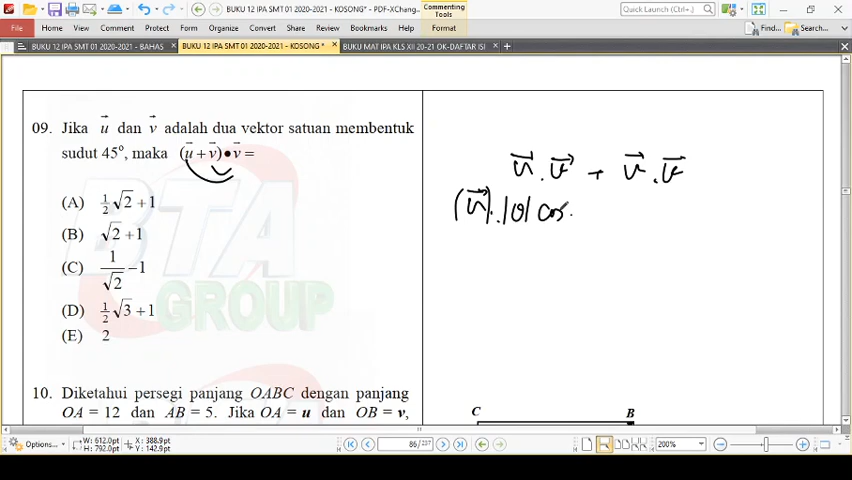 BUKU 12 IPA SMT 01 2020-2021 - KOSONG* - PDF-XChang
Commenting Tools
Quick Launch (Ctrl+.)
File Home View Comment Protect Form Organize Convert Share Review Bookmarks Help Format Find... Search...
BUKU 12 IPA SMT 01 2020-2021 - BAHAS × BUKU 12 IPA SMT 01 2020-2021 - KOSONG * × BUKU MAT IPA KLS XII 20-21 OK-DAFTAR ISI ×
09. Jika u⃗ dan v⃗ adalah dua vektor satuan membentuk
sudut 45°, maka (u⃗ + v⃗)•v⃗ =
(A) ½√2 + 1
(B) √2 + 1
(C) 1/√2 − 1
(D) ½√3 + 1
(E) 2
BTA
GROUP
10. Diketahui persegi panjang OABC dengan panjang
OA = 12 dan AB = 5. Jika OA = u dan OB = v,
u⃗ . v⃗ + v⃗ . v⃗
|u⃗| . |v| cos
C B
Options... W: 612.0pt H: 792.0pt X: 388.9pt Y: 142.9pt 86 /237 200%